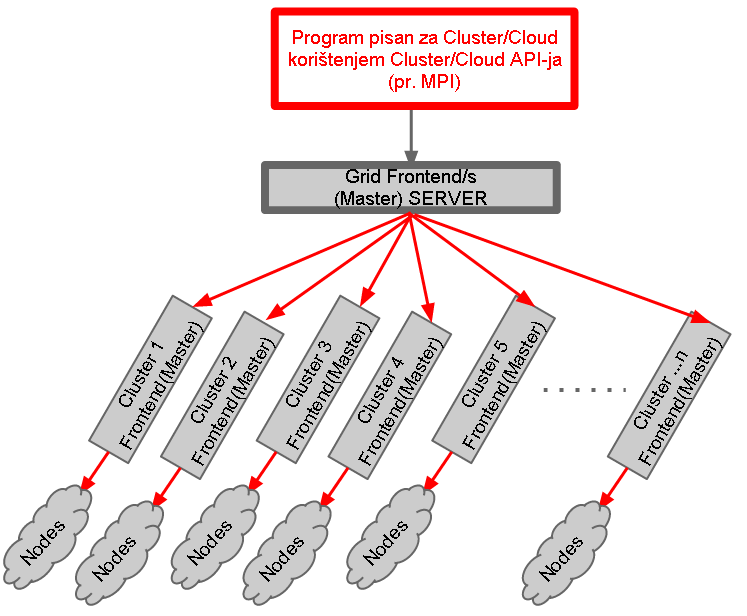 Program pisan za Cluster/Cloud
korištenjem Cluster/Cloud API-ja
(pr. MPI)
Grid Frontend/s
(Master) SERVER
Cluster 1
Frontend(Master)
Cluster 2
Frontend(Master)
Cluster 3
Frontend(Master)
Cluster 4
Frontend(Master)
Cluster 5
Frontend(Master)
Cluster ...n
Frontend(Master)
Nodes
Nodes
Nodes
Nodes
Nodes
Nodes